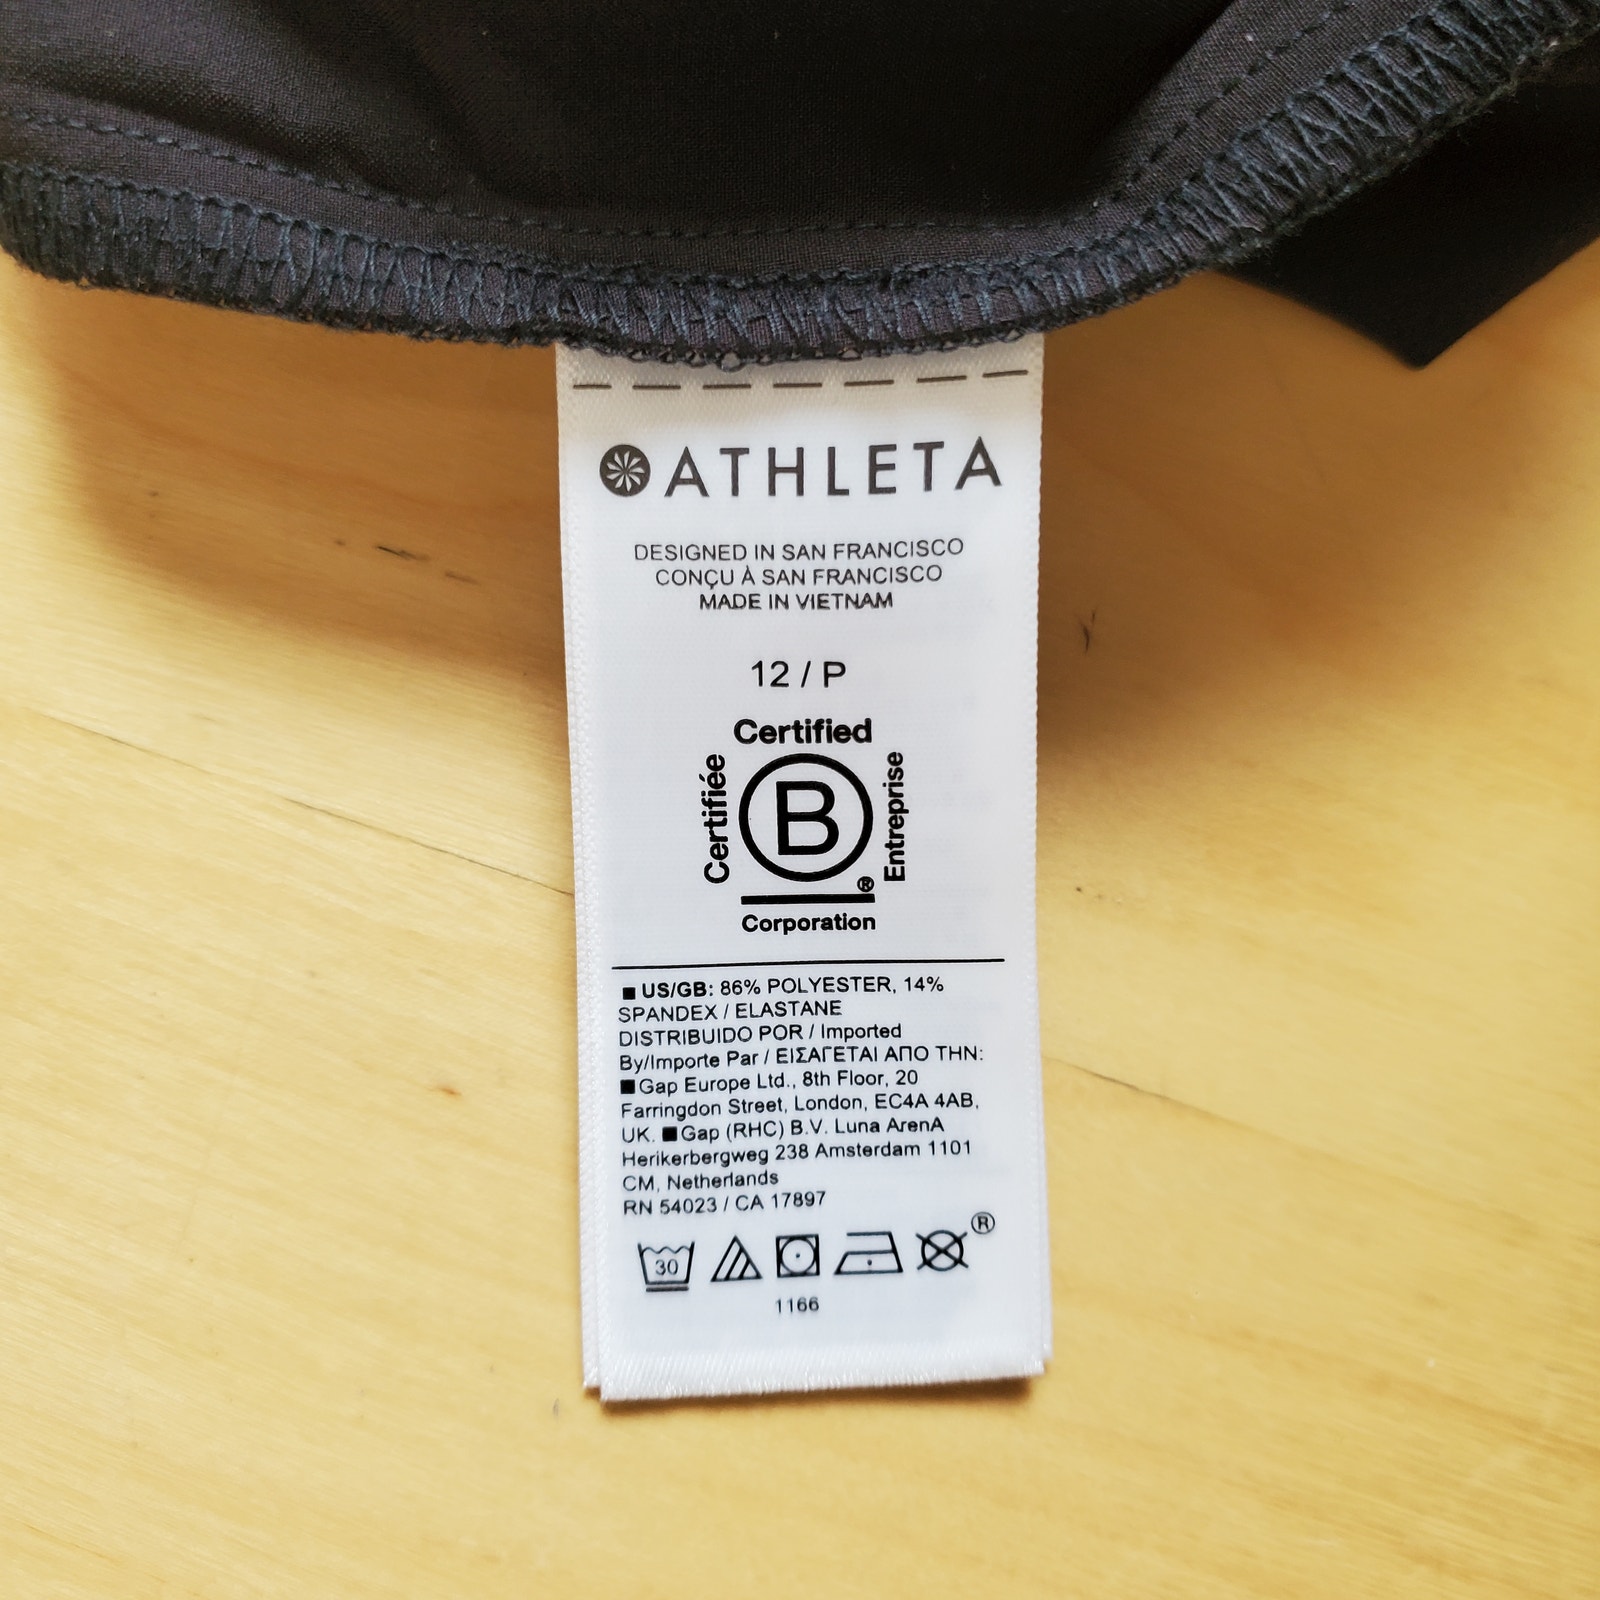 ATHLETA
DESIGNED IN SAN FRANCISCO
CONÇU À SAN FRANCISCO
MADE IN VIETNAM
12 / P
Certified
Certifiée
B
Entreprise
®
Corporation
■ US/GB: 86% POLYESTER, 14%
SPANDEX / ELASTANE
DISTRIBUIDO POR / Imported
By/Importe Par / ΕΙΣΑΓΕΤΑΙ ΑΠΟ ΤΗΝ:
■Gap Europe Ltd., 8th Floor, 20
Farringdon Street, London, EC4A 4AB,
UK. ■Gap (RHC) B.V. Luna ArenA
Herikerbergweg 238 Amsterdam 1101
CM, Netherlands
RN 54023 / CA 17897
30
®
1166